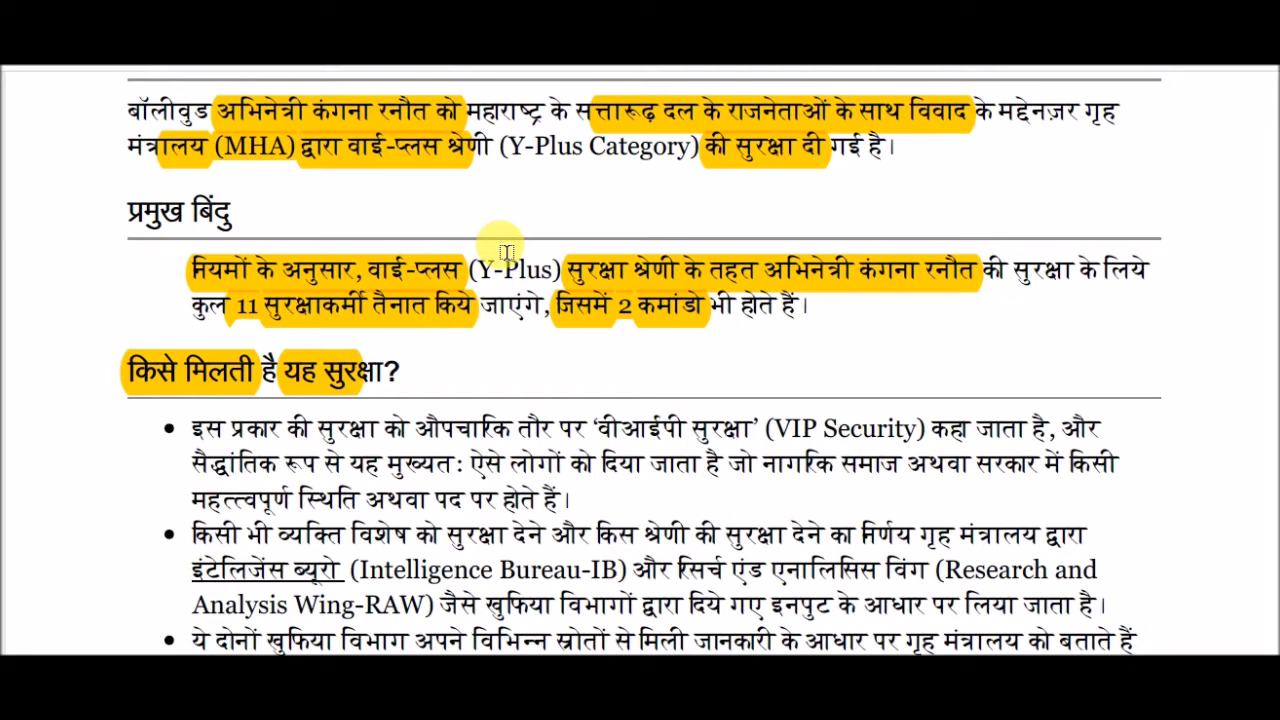 बॉलीवुड अभिनेत्री कंगना रनौत को महाराष्ट्र के सत्तारूढ़ दल के राजनेताओं के साथ विवाद के मद्देनज़र गृह
मंत्रालय (MHA) द्वारा वाई-प्लस श्रेणी (Y-Plus Category) की सुरक्षा दी गई है।
प्रमुख बिंदु
नियमों के अनुसार, वाई-प्लस (Y-Plus) सुरक्षा श्रेणी के तहत अभिनेत्री कंगना रनौत की सुरक्षा के लिये
कुल 11 सुरक्षाकर्मी तैनात किये जाएंगे, जिसमें 2 कमांडो भी होते हैं।
किसे मिलती है यह सुरक्षा?
• इस प्रकार की सुरक्षा को औपचारिक तौर पर ‘वीआईपी सुरक्षा’ (VIP Security) कहा जाता है, और
सैद्धांतिक रूप से यह मुख्यत: ऐसे लोगों को दिया जाता है जो नागरिक समाज अथवा सरकार में किसी
महत्त्वपूर्ण स्थिति अथवा पद पर होते हैं।
• किसी भी व्यक्ति विशेष को सुरक्षा देने और किस श्रेणी की सुरक्षा देने का निर्णय गृह मंत्रालय द्वारा
इंटेलिजेंस ब्यूरो (Intelligence Bureau-IB) और रिसर्च एंड एनालिसिस विंग (Research and
Analysis Wing-RAW) जैसे खुफिया विभागों द्वारा दिये गए इनपुट के आधार पर लिया जाता है।
• ये दोनों खुफिया विभाग अपने विभिन्न स्रोतों से मिली जानकारी के आधार पर गृह मंत्रालय को बताते हैं